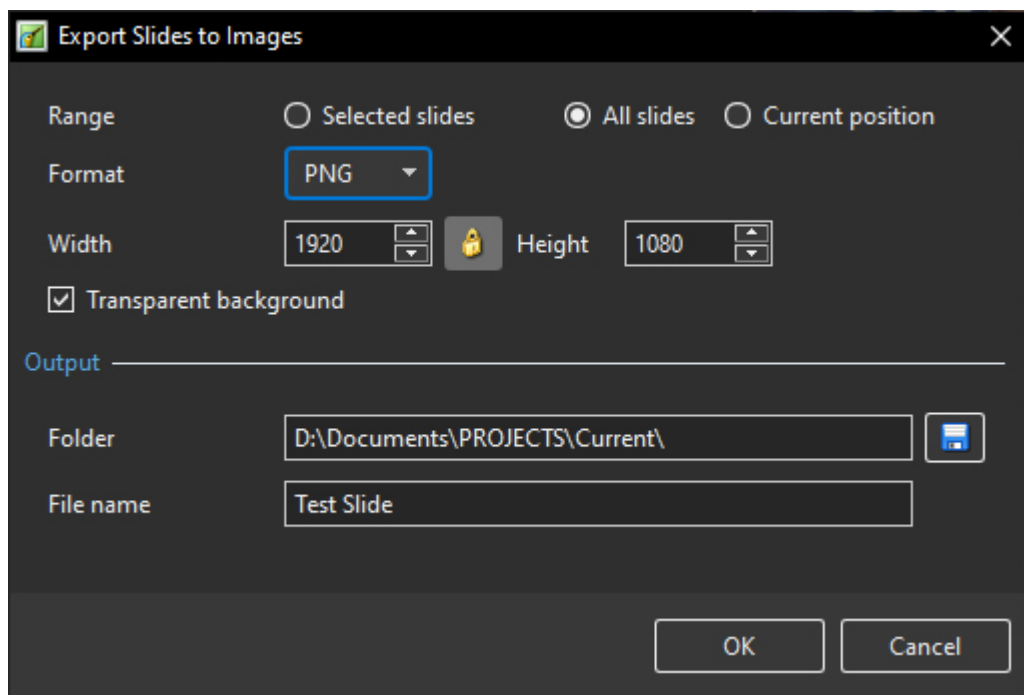 Export Slides to Images
Range Selected slides All slides Current position
Format PNG
Width 1920 Height 1080
Transparent background
Output
Folder D:\Documents\PROJECTS\Current\
File name Test Slide
OK Cancel